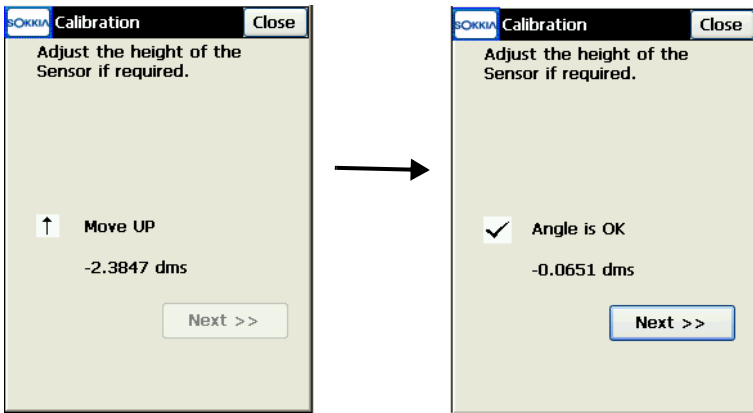 SOKKIA Calibration Close
Adjust the height of the
Sensor if required.
Move UP
-2.3847 dms
Next >>
SOKKIA Calibration Close
Adjust the height of the
Sensor if required.
Angle is OK
-0.0651 dms
Next >>